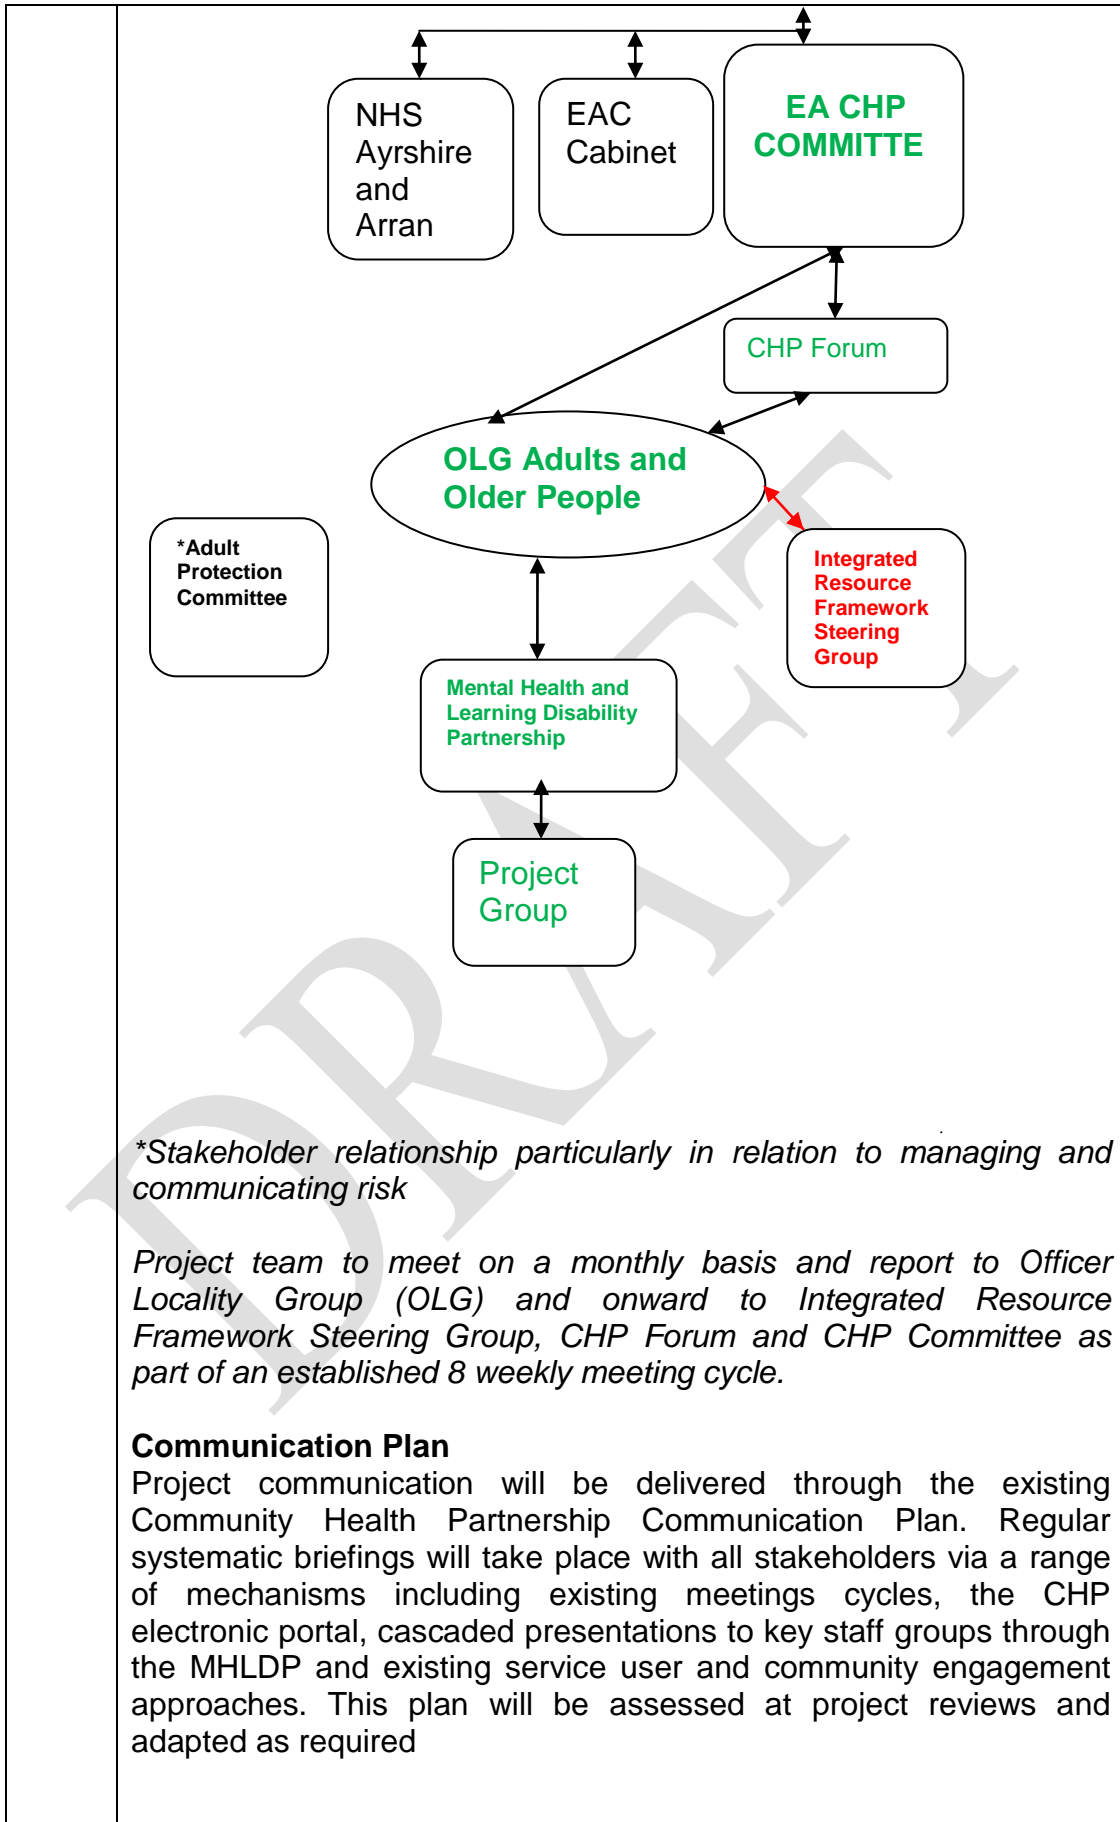 NHS
Ayrshire
and
Arran
EAC
Cabinet
EA CHP
COMMITTE
CHP Forum
OLG Adults and
Older People
*Adult
Protection
Committee
Integrated
Resource
Framework
Steering
Group
Mental Health and
Learning Disability
Partnership
Project
Group
DRAFT
*Stakeholder relationship particularly in relation to managing and
communicating risk
Project team to meet on a monthly basis and report to Officer
Locality Group (OLG) and onward to Integrated Resource
Framework Steering Group, CHP Forum and CHP Committee as
part of an established 8 weekly meeting cycle.
Communication Plan
Project communication will be delivered through the existing
Community Health Partnership Communication Plan. Regular
systematic briefings will take place with all stakeholders via a range
of mechanisms including existing meetings cycles, the CHP
electronic portal, cascaded presentations to key staff groups through
the MHLDP and existing service user and community engagement
approaches. This plan will be assessed at project reviews and
adapted as required